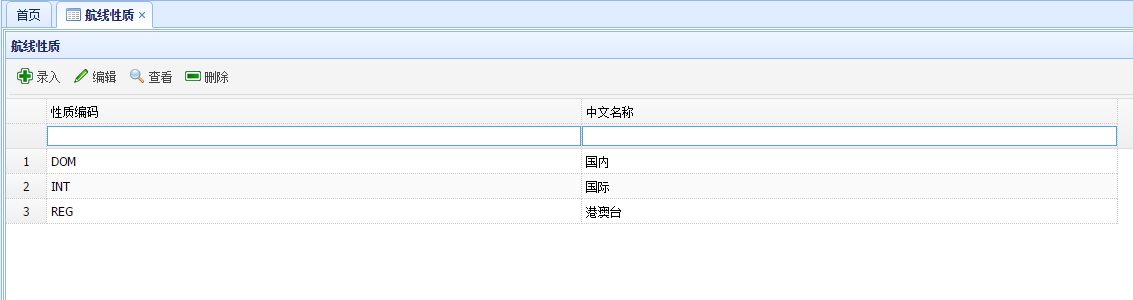 首页 航线性质
航线性质
录入 编辑 查看 删除
性质编码 中文名称
1 DOM 国内
2 INT 国际
3 REG 港澳台